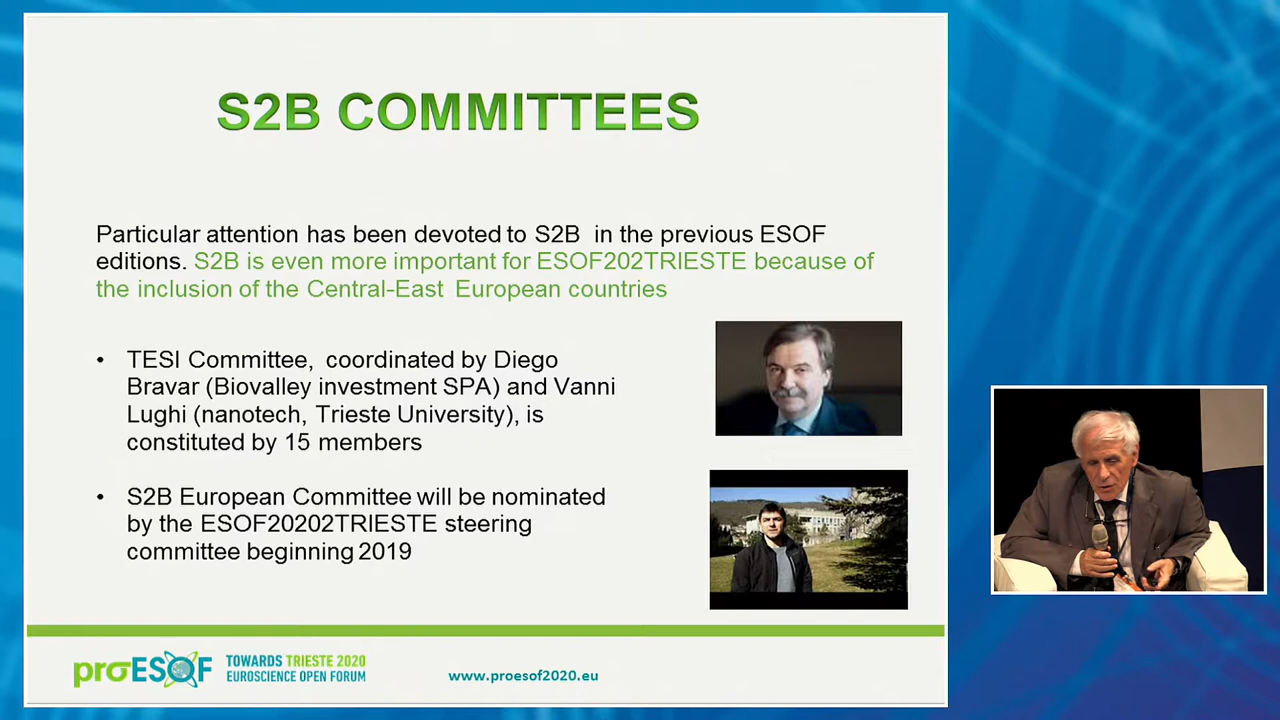 S2B COMMITTEES
Particular attention has been devoted to S2B in the previous ESOF
editions. S2B is even more important for ESOF202TRIESTE because of
the inclusion of the Central-East European countries
• TESI Committee, coordinated by Diego
Bravar (Biovalley investment SPA) and Vanni
Lughi (nanotech, Trieste University), is
constituted by 15 members
• S2B European Committee will be nominated
by the ESOF20202TRIESTE steering
committee beginning 2019
proESOF
TOWARDS TRIESTE 2020
EUROSCIENCE OPEN FORUM
www.proesof2020.eu